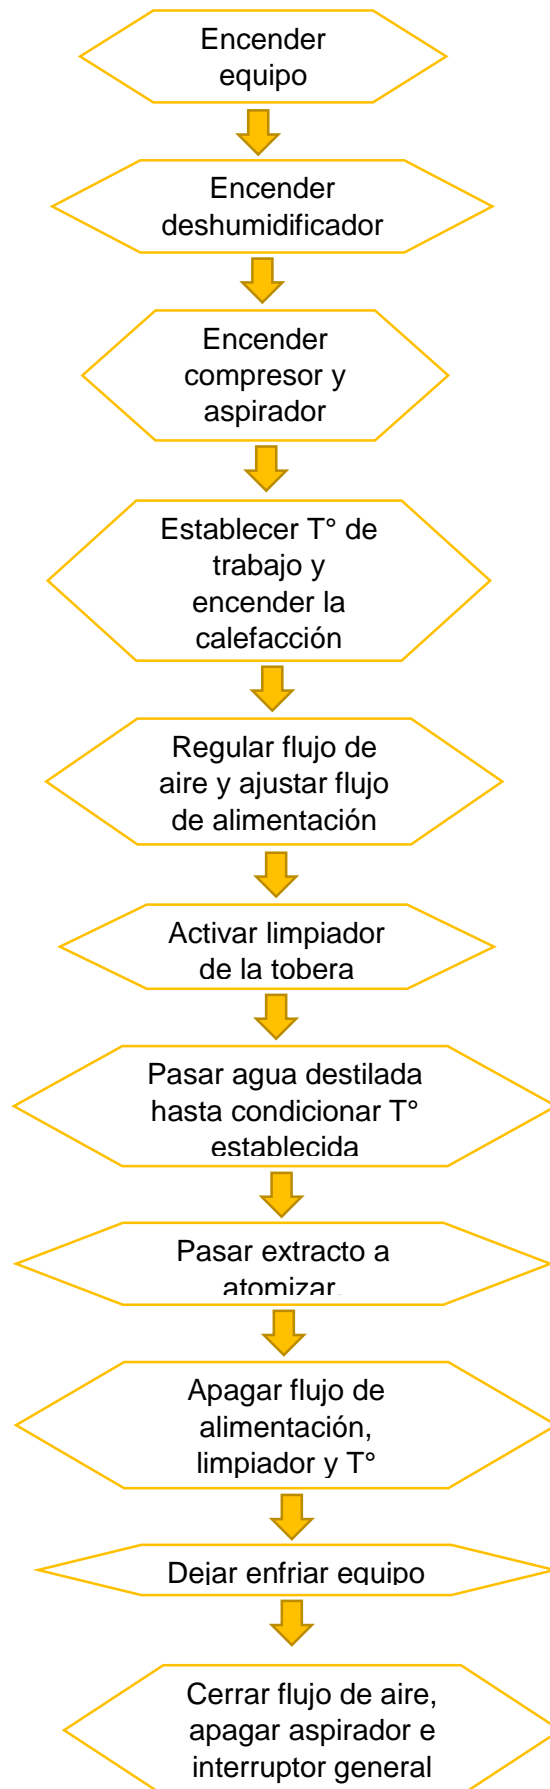 Encender
equipo
Encender
deshumidificador
Encender
compresor y
aspirador
Establecer T° de
trabajo y
encender la
calefacción
Regular flujo de
aire y ajustar flujo
de alimentación
Activar limpiador
de la tobera
Pasar agua destilada
hasta condicionar T°
establecida
Pasar extracto a
atomizar.
Apagar flujo de
alimentación,
limpiador y T°
Dejar enfriar equipo
Cerrar flujo de aire,
apagar aspirador e
interruptor general